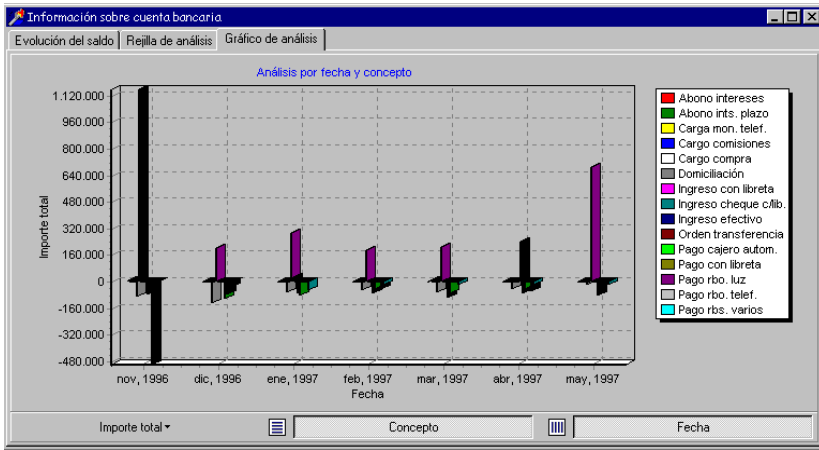 Información sobre cuenta bancaria
Evolución del saldo
Rejilla de análisis
Gráfico de análisis
Análisis por fecha y concepto
Importe total
1.120.000
960.000
800.000
640.000
480.000
320.000
160.000
0
-160.000
-320.000
-480.000
nov, 1996
dic, 1996
ene, 1997
feb, 1997
mar, 1997
abr, 1997
may, 1997
Fecha
Abono intereses
Abono ints. plazo
Carga mon. telef.
Cargo comisiones
Cargo compra
Domiciliación
Ingreso con libreta
Ingreso cheque c/lib.
Ingreso efectivo
Orden transferencia
Pago cajero autom.
Pago con libreta
Pago rbo. luz
Pago rbo. telef.
Pago rbs. varios
Importe total
Concepto
Fecha